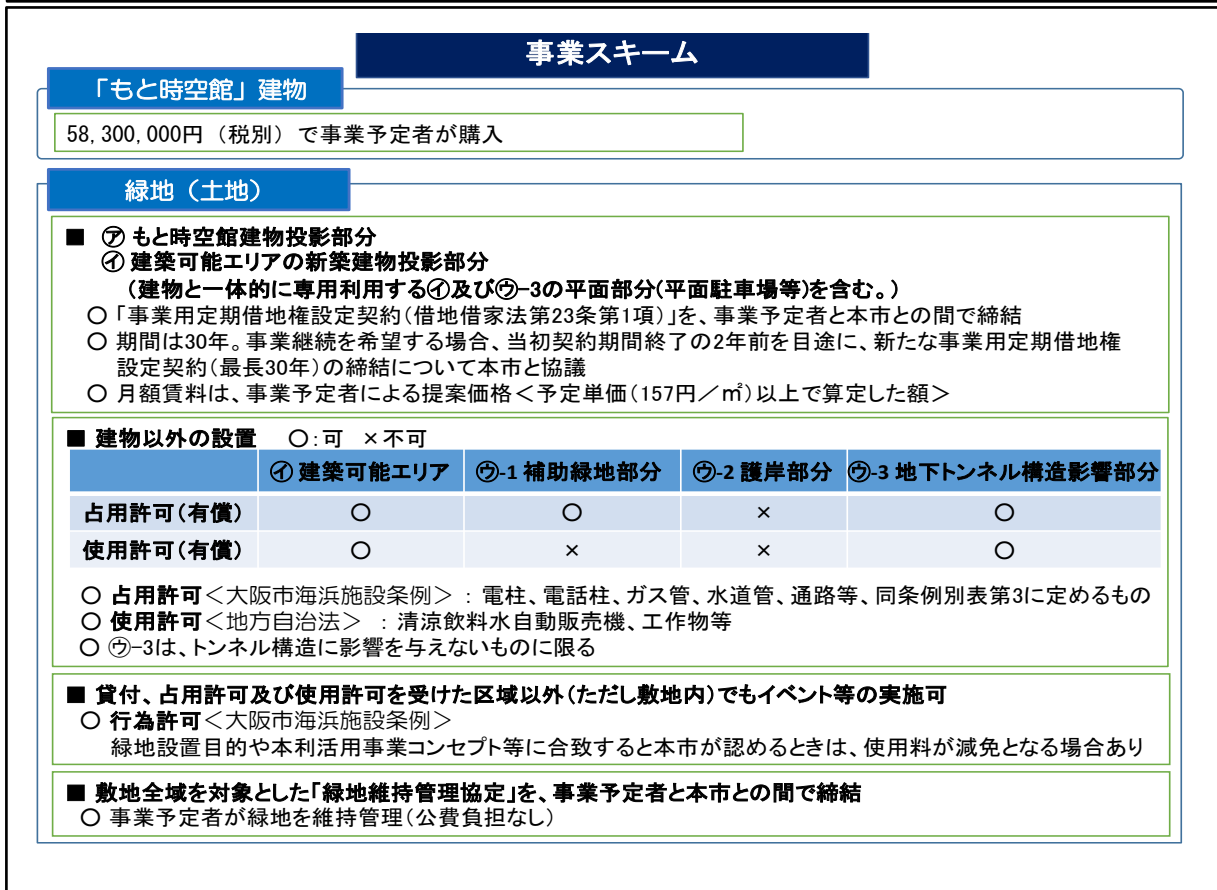 事業スキーム
「もと時空館」建物
58,300,000円（税別）で事業予定者が購入
緑地（土地）
■ ㋐ もと時空館建物投影部分
㋑ 建築可能エリアの新築建物投影部分
（建物と一体的に専用利用する㋑及び㋒-3の平面部分(平面駐車場等)を含む。）
〇「事業用定期借地権設定契約（借地借家法第23条第1項）」を、事業予定者と本市との間で締結
〇 期間は30年。事業継続を希望する場合、当初契約期間終了の2年前を目途に、新たな事業用定期借地権
設定契約（最長30年）の締結について本市と協議
〇 月額賃料は、事業予定者による提案価格＜予定単価（157円／㎡）以上で算定した額＞
■ 建物以外の設置　〇：可　×不可
㋑ 建築可能エリア　㋒-1 補助緑地部分　㋒-2 護岸部分　㋒-3 地下トンネル構造影響部分
占用許可（有償）　〇　〇　×　〇
使用許可（有償）　〇　×　×　〇
〇 占用許可＜大阪市海浜施設条例＞：電柱、電話柱、ガス管、水道管、通路等、同条例別表第3に定めるもの
〇 使用許可＜地方自治法＞：清涼飲料水自動販売機、工作物等
〇 ㋒-3は、トンネル構造に影響を与えないものに限る
■ 貸付、占用許可及び使用許可を受けた区域以外（ただし敷地内）でもイベント等の実施可
〇 行為許可＜大阪市海浜施設条例＞
緑地設置目的や本利活用事業コンセプト等に合致すると本市が認めるときは、使用料が減免となる場合あり
■ 敷地全域を対象とした「緑地維持管理協定」を、事業予定者と本市との間で締結
〇 事業予定者が緑地を維持管理（公費負担なし）